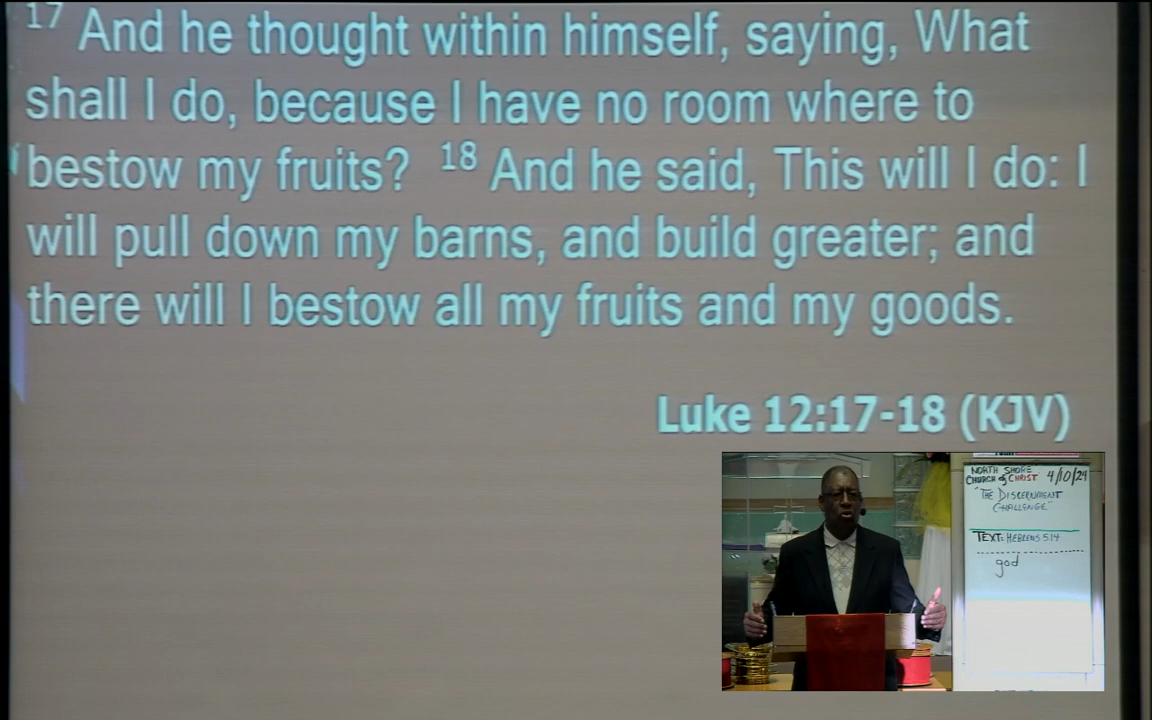 17 And he thought within himself, saying, What
shall I do, because I have no room where to
bestow my fruits? 18 And he said, This will I do: I
will pull down my barns, and build greater; and
there will I bestow all my fruits and my goods.
Luke 12:17-18 (KJV)
NORTH SHORE
CHURCH of CHRIST 4/10/24
"THE DISCERNMENT
CHALLENGE"
TEXT: HEBREWS 5:14
god